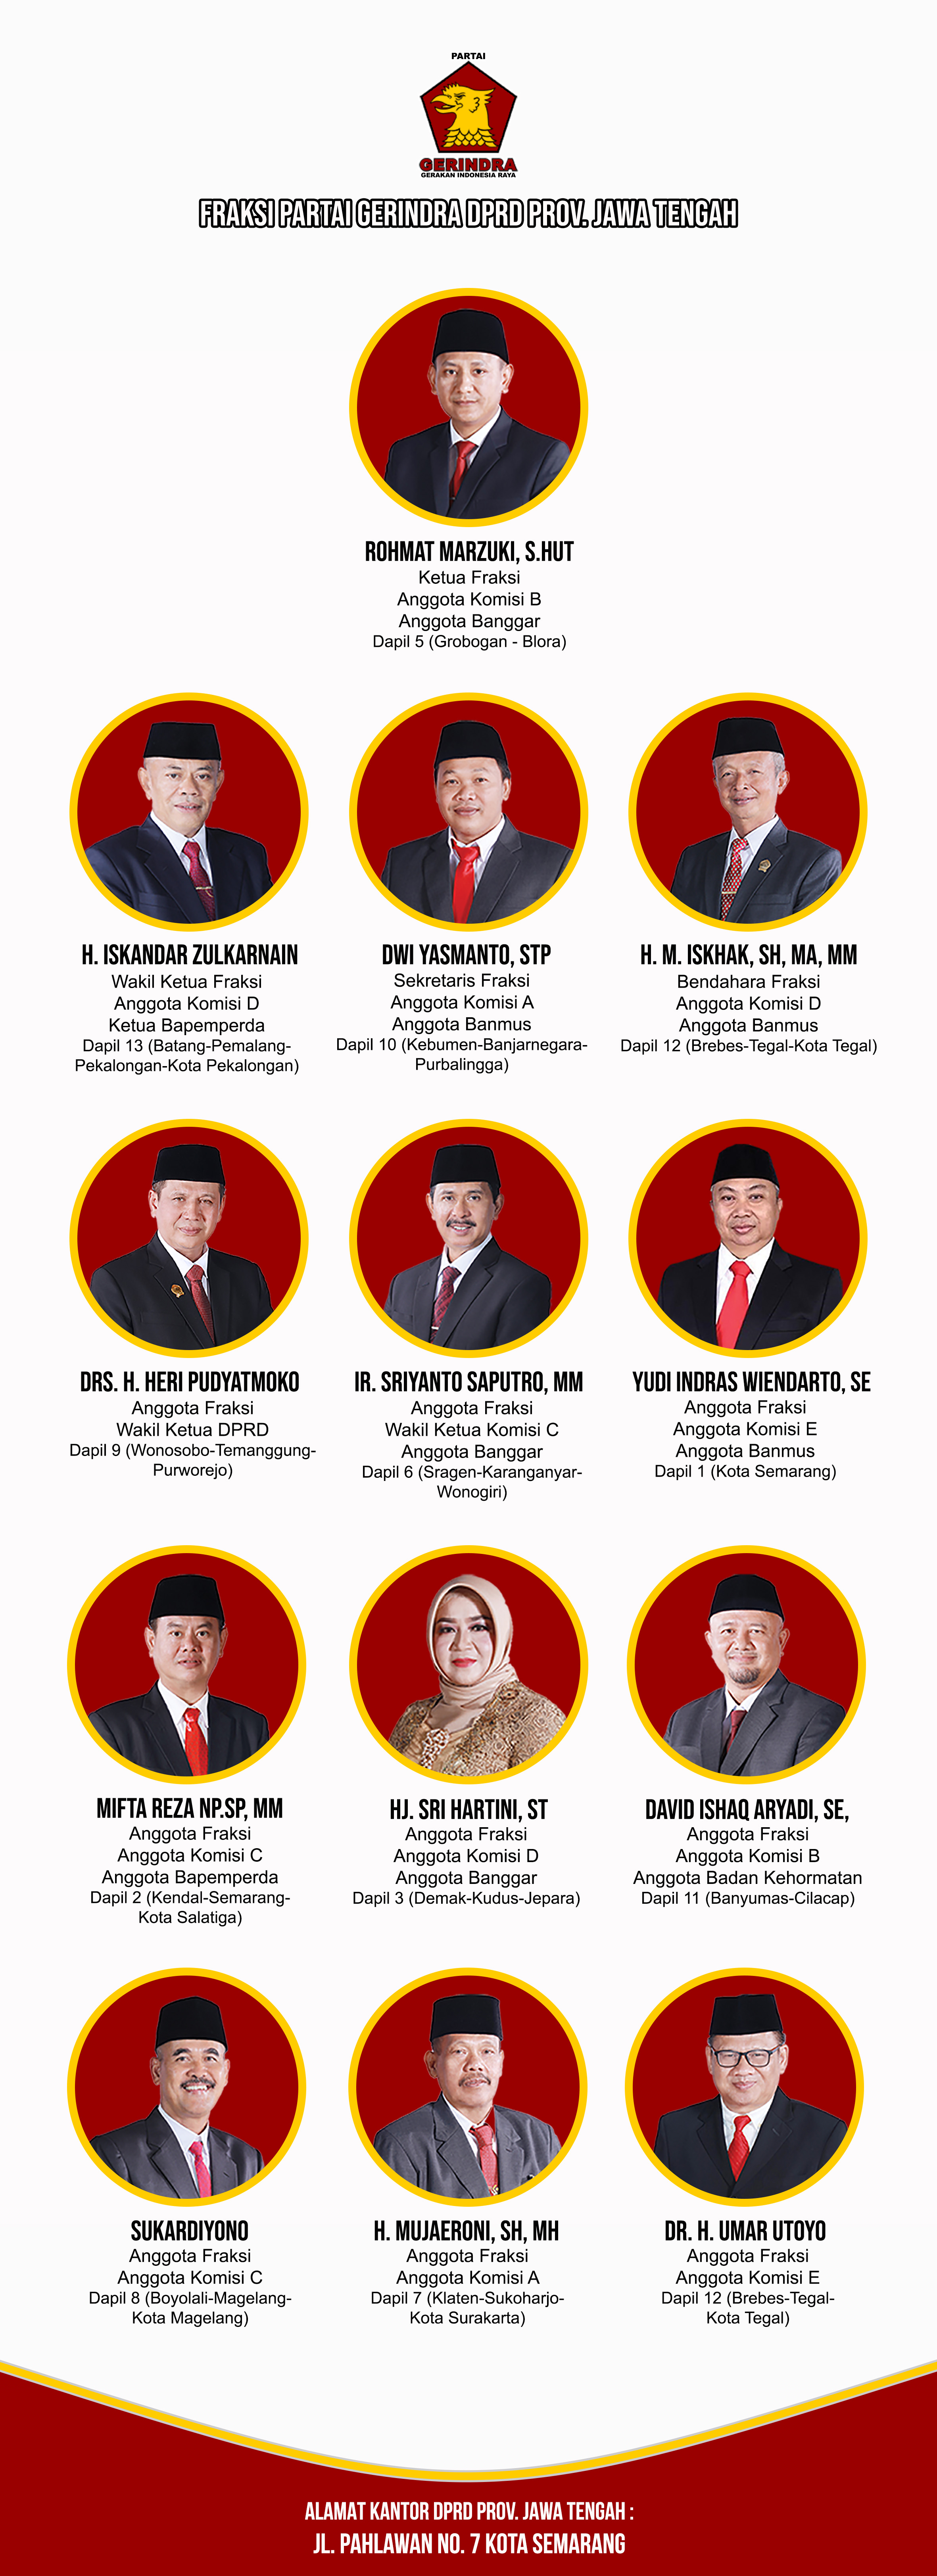 PARTAI
GERINDRA
GERAKAN INDONESIA RAYA
FRAKSI PARTAI GERINDRA DPRD PROV. JAWA TENGAH
ROHMAT MARZUKI, S.HUT
Ketua Fraksi
Anggota Komisi B
Anggota Banggar
Dapil 5 (Grobogan - Blora)
H. ISKANDAR ZULKARNAIN
Wakil Ketua Fraksi
Anggota Komisi D
Ketua Bapemperda
Dapil 13 (Batang-Pemalang-
Pekalongan-Kota Pekalongan)
DWI YASMANTO, STP
Sekretaris Fraksi
Anggota Komisi A
Anggota Banmus
Dapil 10 (Kebumen-Banjarnegara-
Purbalingga)
H. M. ISKHAK, SH, MA, MM
Bendahara Fraksi
Anggota Komisi D
Anggota Banmus
Dapil 12 (Brebes-Tegal-Kota Tegal)
DRS. H. HERI PUDYATMOKO
Anggota Fraksi
Wakil Ketua DPRD
Dapil 9 (Wonosobo-Temanggung-
Purworejo)
IR. SRIYANTO SAPUTRO, MM
Anggota Fraksi
Wakil Ketua Komisi C
Anggota Banggar
Dapil 6 (Sragen-Karanganyar-
Wonogiri)
YUDI INDRAS WIENDARTO, SE
Anggota Fraksi
Anggota Komisi E
Anggota Banmus
Dapil 1 (Kota Semarang)
MIFTA REZA NP.SP, MM
Anggota Fraksi
Anggota Komisi C
Anggota Bapemperda
Dapil 2 (Kendal-Semarang-
Kota Salatiga)
HJ. SRI HARTINI, ST
Anggota Fraksi
Anggota Komisi D
Anggota Banggar
Dapil 3 (Demak-Kudus-Jepara)
DAVID ISHAQ ARYADI, SE,
Anggota Fraksi
Anggota Komisi B
Anggota Badan Kehormatan
Dapil 11 (Banyumas-Cilacap)
SUKARDIYONO
Anggota Fraksi
Anggota Komisi C
Dapil 8 (Boyolali-Magelang-
Kota Magelang)
H. MUJAERONI, SH, MH
Anggota Fraksi
Anggota Komisi A
Dapil 7 (Klaten-Sukoharjo-
Kota Surakarta)
DR. H. UMAR UTOYO
Anggota Fraksi
Anggota Komisi E
Dapil 12 (Brebes-Tegal-
Kota Tegal)
ALAMAT KANTOR DPRD PROV. JAWA TENGAH :
JL. PAHLAWAN NO. 7 KOTA SEMARANG